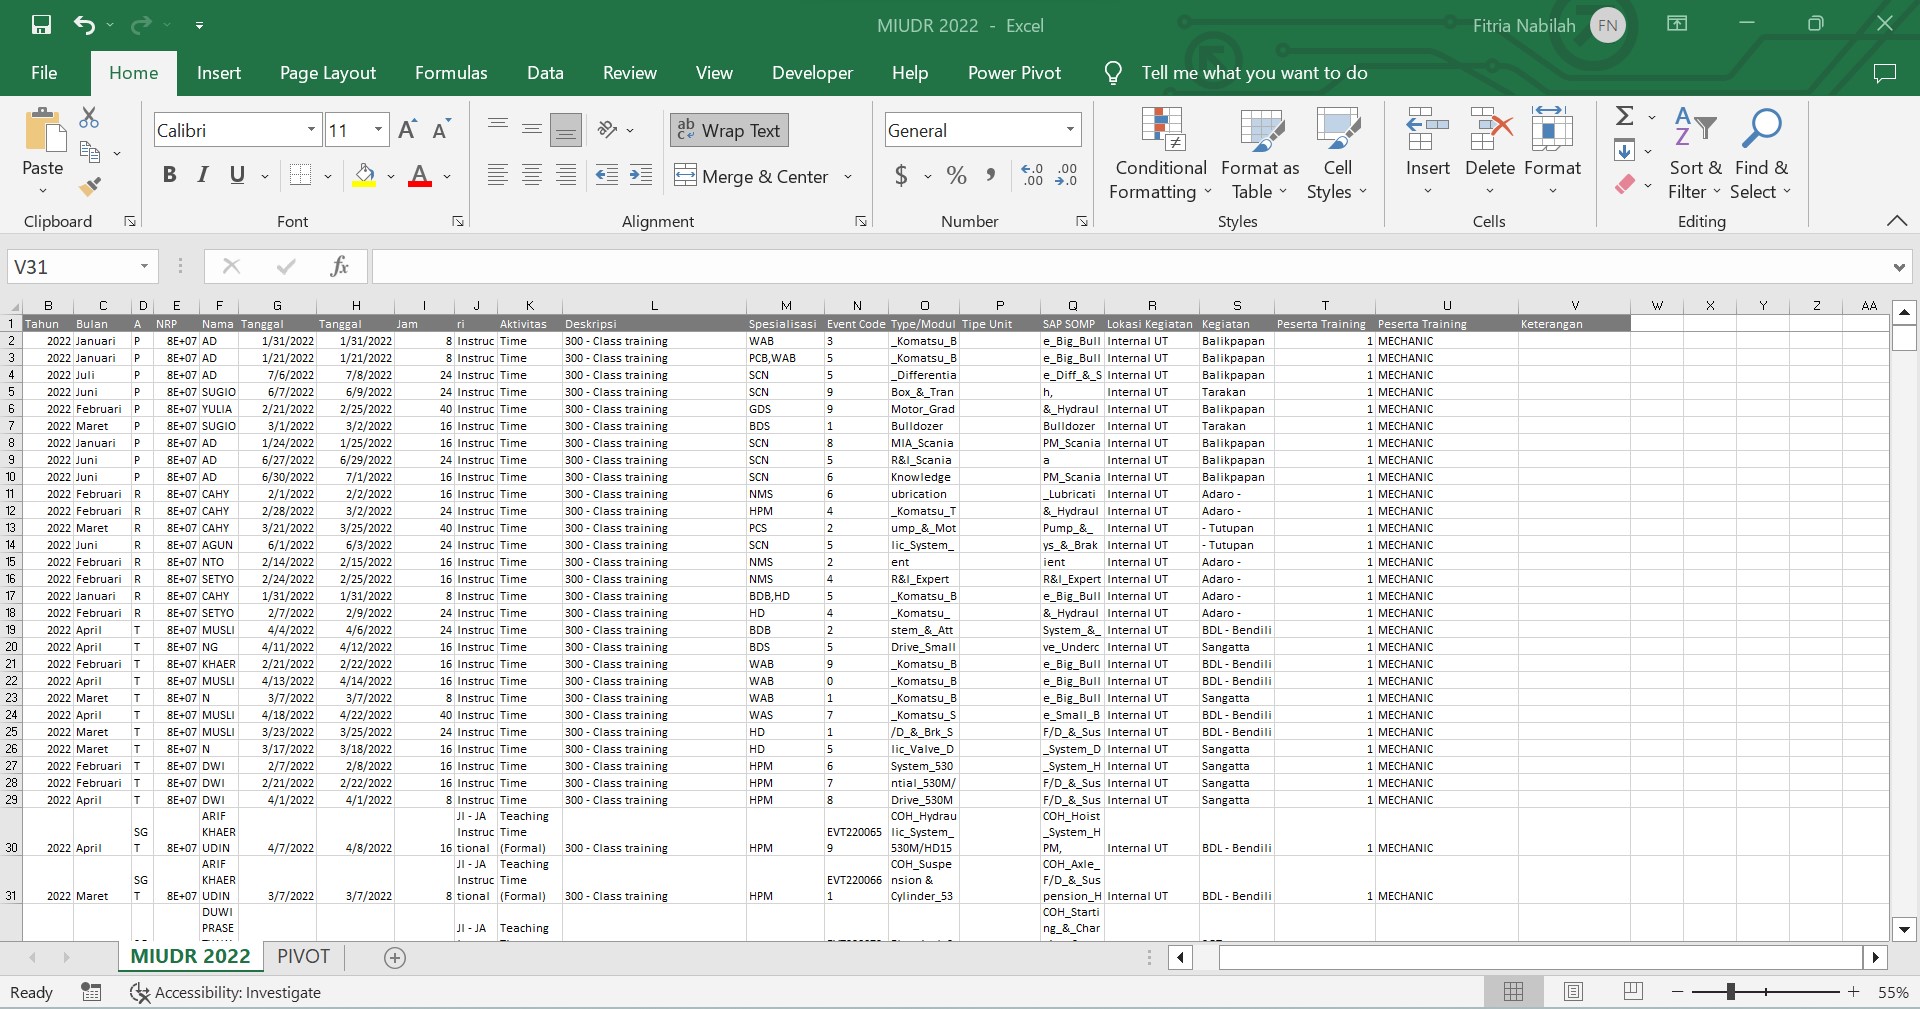 MIUDR 2022 - Excel
Fitria Nabilah FN
File Home Insert Page Layout Formulas Data Review View Developer Help Power Pivot Tell me what you want to do
Paste
Clipboard
Calibri 11
B I U
Font
ab Wrap Text
Merge & Center
Alignment
General
$ % ,
Number
Conditional Formatting
Format as Table
Cell Styles
Styles
Insert Delete Format
Cells
Sort & Filter
Find & Select
Editing
V31 fx
B C D E F G H I J K L M N O P Q R S T U V W X Y Z AA
1 Tahun Bulan A NRP Nama Tanggal Tanggal Jam ri Aktivitas Deskripsi Spesialisasi Event Code Type/Modul Tipe Unit SAP SOMP Lokasi Kegiatan Kegiatan Peserta Training Peserta Training Keterangan
2 2022 Januari P 8E+07 AD 1/31/2022 1/31/2022 8 Instruc Time 300 - Class training WAB 3 _Komatsu_B e_Big_Bull Internal UT Balikpapan 1 MECHANIC
3 2022 Januari P 8E+07 AD 1/21/2022 1/21/2022 8 Instruc Time 300 - Class training PCB,WAB 5 _Komatsu_B e_Big_Bull Internal UT Balikpapan 1 MECHANIC
4 2022 Juli P 8E+07 AD 7/6/2022 7/8/2022 24 Instruc Time 300 - Class training SCN 5 _Differentia e_Diff_&_S Internal UT Balikpapan 1 MECHANIC
5 2022 Juni P 8E+07 SUGIO 6/7/2022 6/9/2022 24 Instruc Time 300 - Class training SCN 9 Box_&_Tran h, Internal UT Tarakan 1 MECHANIC
6 2022 Februari P 8E+07 YULIA 2/21/2022 2/25/2022 40 Instruc Time 300 - Class training GDS 9 Motor_Grad &_Hydraul Internal UT Balikpapan 1 MECHANIC
7 2022 Maret P 8E+07 SUGIO 3/1/2022 3/2/2022 16 Instruc Time 300 - Class training BDS 1 Bulldozer Bulldozer Internal UT Tarakan 1 MECHANIC
8 2022 Januari P 8E+07 AD 1/24/2022 1/25/2022 16 Instruc Time 300 - Class training SCN 8 MIA_Scania PM_Scania Internal UT Balikpapan 1 MECHANIC
9 2022 Juni P 8E+07 AD 6/27/2022 6/29/2022 24 Instruc Time 300 - Class training SCN 5 R&I_Scania a Internal UT Balikpapan 1 MECHANIC
10 2022 Juni P 8E+07 AD 6/30/2022 7/1/2022 16 Instruc Time 300 - Class training SCN 6 Knowledge PM_Scania Internal UT Balikpapan 1 MECHANIC
11 2022 Februari R 8E+07 CAHY 2/1/2022 2/2/2022 16 Instruc Time 300 - Class training NMS 6 ubrication _Lubricati Internal UT Adaro - 1 MECHANIC
12 2022 Februari R 8E+07 CAHY 2/28/2022 3/2/2022 24 Instruc Time 300 - Class training HPM 4 _Komatsu_T &_Hydraul Internal UT Adaro - 1 MECHANIC
13 2022 Maret R 8E+07 CAHY 3/21/2022 3/25/2022 40 Instruc Time 300 - Class training PCS 2 ump_&_Mot Pump_&_ Internal UT - Tutupan 1 MECHANIC
14 2022 Juni R 8E+07 AGUN 6/1/2022 6/3/2022 24 Instruc Time 300 - Class training SCN 5 lic_System_ ys_&_Brak Internal UT - Tutupan 1 MECHANIC
15 2022 Februari R 8E+07 NTO 2/14/2022 2/15/2022 16 Instruc Time 300 - Class training NMS 2 ent ient Internal UT Adaro - 1 MECHANIC
16 2022 Februari R 8E+07 SETYO 2/24/2022 2/25/2022 16 Instruc Time 300 - Class training NMS 4 R&I_Expert R&I_Expert Internal UT Adaro - 1 MECHANIC
17 2022 Januari R 8E+07 CAHY 1/31/2022 1/31/2022 8 Instruc Time 300 - Class training BDB,HD 5 _Komatsu_B e_Big_Bull Internal UT Adaro - 1 MECHANIC
18 2022 Februari R 8E+07 SETYO 2/7/2022 2/9/2022 24 Instruc Time 300 - Class training HD 4 _Komatsu_ &_Hydraul Internal UT Adaro - 1 MECHANIC
19 2022 April T 8E+07 MUSLI 4/4/2022 4/6/2022 24 Instruc Time 300 - Class training BDB 2 stem_&_Att System_&_ Internal UT BDL - Bendili 1 MECHANIC
20 2022 April T 8E+07 NG 4/11/2022 4/12/2022 16 Instruc Time 300 - Class training BDS 5 Drive_Small ve_Underc Internal UT Sangatta 1 MECHANIC
21 2022 Februari T 8E+07 KHAER 2/21/2022 2/22/2022 16 Instruc Time 300 - Class training WAB 9 _Komatsu_B e_Big_Bull Internal UT BDL - Bendili 1 MECHANIC
22 2022 April T 8E+07 MUSLI 4/13/2022 4/14/2022 16 Instruc Time 300 - Class training WAB 0 _Komatsu_B e_Big_Bull Internal UT BDL - Bendili 1 MECHANIC
23 2022 Maret T 8E+07 N 3/7/2022 3/7/2022 8 Instruc Time 300 - Class training WAB 1 _Komatsu_B e_Big_Bull Internal UT Sangatta 1 MECHANIC
24 2022 April T 8E+07 MUSLI 4/18/2022 4/22/2022 40 Instruc Time 300 - Class training WAS 7 _Komatsu_S e_Small_B Internal UT BDL - Bendili 1 MECHANIC
25 2022 Maret T 8E+07 MUSLI 3/23/2022 3/25/2022 24 Instruc Time 300 - Class training HD 1 /D_&_Brk_S F/D_&_Sus Internal UT BDL - Bendili 1 MECHANIC
26 2022 Maret T 8E+07 N 3/17/2022 3/18/2022 16 Instruc Time 300 - Class training HD 5 lic_Valve_D _System_D Internal UT Sangatta 1 MECHANIC
27 2022 Februari T 8E+07 DWI 2/7/2022 2/8/2022 16 Instruc Time 300 - Class training HPM 6 System_530 _System_H Internal UT Sangatta 1 MECHANIC
28 2022 Februari T 8E+07 DWI 2/21/2022 2/22/2022 16 Instruc Time 300 - Class training HPM 7 ntial_530M/ F/D_&_Sus Internal UT Sangatta 1 MECHANIC
29 2022 April T 8E+07 DWI 4/1/2022 4/1/2022 8 Instruc Time 300 - Class training HPM 8 Drive_530M F/D_&_Sus Internal UT Sangatta 1 MECHANIC
ARIF JI - JA Teaching COH_Hydrau COH_Hoist
SG KHAER Instruc Time EVT220065 lic_System_ _System_H
30 2022 April T 8E+07 UDIN 4/7/2022 4/8/2022 16 tional (Formal) 300 - Class training HPM 9 530M/HD15 PM, Internal UT BDL - Bendili 1 MECHANIC
ARIF JI - JA Teaching COH_Suspe COH_Axle_
SG KHAER Instruc Time EVT220066 nsion & F/D_&_Sus
31 2022 Maret T 8E+07 UDIN 3/7/2022 3/7/2022 8 tional (Formal) 300 - Class training HPM 1 Cylinder_53 pension_H Internal UT BDL - Bendili 1 MECHANIC
DUWI COH_Starti
PRASE JI - JA Teaching ng_&_Char
MIUDR 2022 PIVOT
Ready Accessibility: Investigate 55%